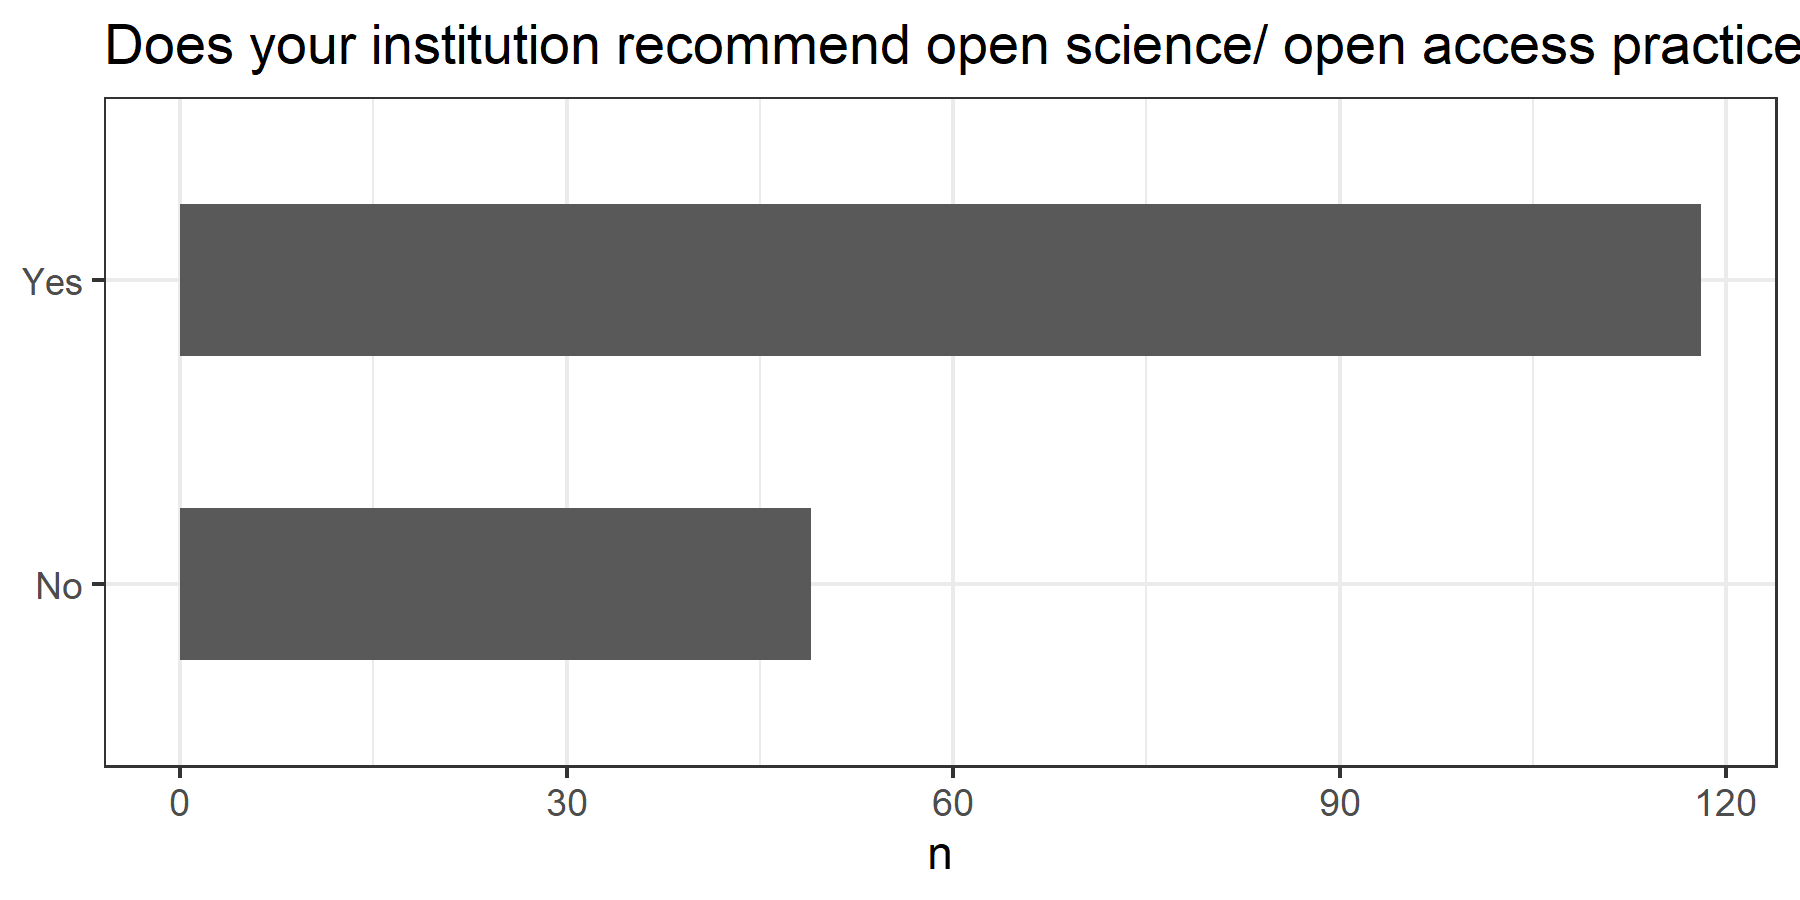 Does your institution recommend open science/ open access practice
Yes
No
0 30 60 90 120
n